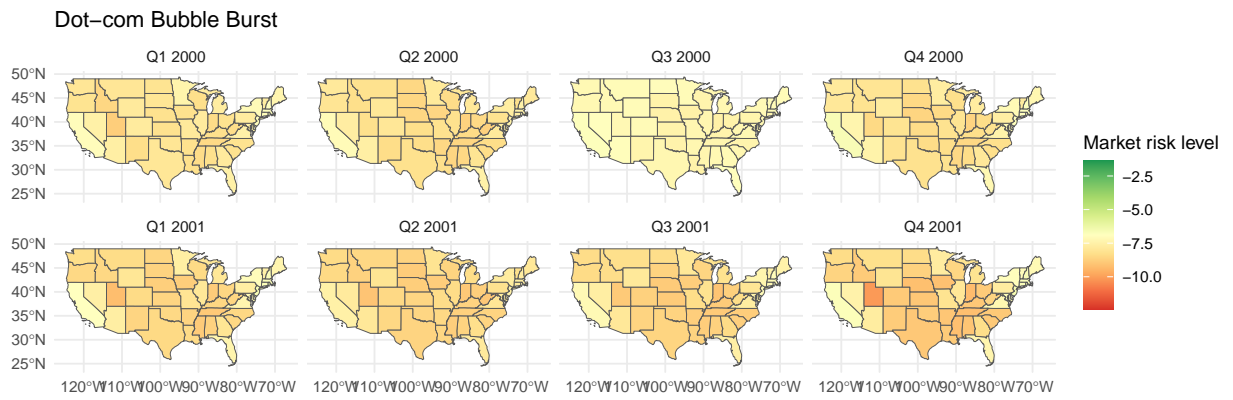 Dot−com Bubble Burst
Q1 2000 Q2 2000 Q3 2000 Q4 2000
50°N
45°N
40°N
35°N
30°N
25°N
Q1 2001 Q2 2001 Q3 2001 Q4 2001
50°N
45°N
40°N
35°N
30°N
25°N
120°W110°W100°W90°W80°W70°W 120°W110°W100°W90°W80°W70°W 120°W110°W100°W90°W80°W70°W 120°W110°W100°W90°W80°W70°W
Market risk level
−2.5
−5.0
−7.5
−10.0